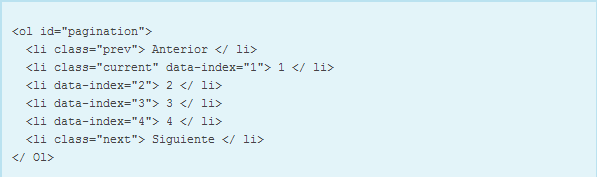 <ol id="pagination">
<li class="prev"> Anterior </ li>
<li class="current" data-index="1"> 1 </ li>
<li data-index="2"> 2 </ li>
<li data-index="3"> 3 </ li>
<li data-index="4"> 4 </ li>
<li class="next"> Siguiente </ li>
</ Ol>